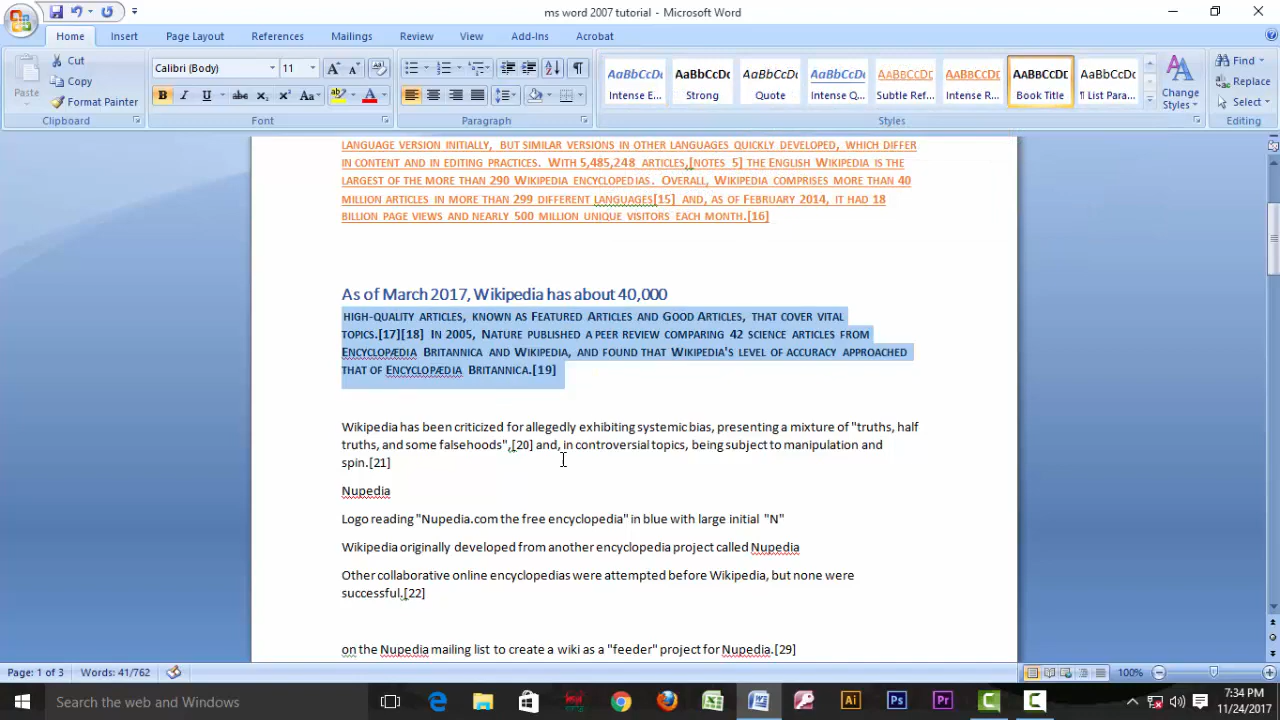 ms word 2007 tutorial - Microsoft Word
Home Insert Page Layout References Mailings Review View Add-Ins Acrobat
Paste
Cut
Copy
Format Painter
Clipboard
Calibri (Body) 11
Font
Paragraph
AaBbCcDc AaBbCcDc AaBbCcDc AaBbCcDc AABBCCDD AABBCCDD AABBCCDD AaBbCcDc
Intense E... Strong Quote Intense Q... Subtle Ref... Intense R... Book Title ¶ List Para...
Change
Styles
Styles
Find
Replace
Select
Editing
LANGUAGE VERSION INITIALLY, BUT SIMILAR VERSIONS IN OTHER LANGUAGES QUICKLY DEVELOPED, WHICH DIFFER
IN CONTENT AND IN EDITING PRACTICES. WITH 5,485,248 ARTICLES,[NOTES 5] THE ENGLISH WIKIPEDIA IS THE
LARGEST OF THE MORE THAN 290 WIKIPEDIA ENCYCLOPEDIAS. OVERALL, WIKIPEDIA COMPRISES MORE THAN 40
MILLION ARTICLES IN MORE THAN 299 DIFFERENT LANGUAGES[15] AND, AS OF FEBRUARY 2014, IT HAD 18
BILLION PAGE VIEWS AND NEARLY 500 MILLION UNIQUE VISITORS EACH MONTH.[16]
As of March 2017, Wikipedia has about 40,000
HIGH-QUALITY ARTICLES, KNOWN AS FEATURED ARTICLES AND GOOD ARTICLES, THAT COVER VITAL
TOPICS.[17][18] IN 2005, NATURE PUBLISHED A PEER REVIEW COMPARING 42 SCIENCE ARTICLES FROM
ENCYCLOPÆDIA BRITANNICA AND WIKIPEDIA, AND FOUND THAT WIKIPEDIA'S LEVEL OF ACCURACY APPROACHED
THAT OF ENCYCLOPÆDIA BRITANNICA.[19]
Wikipedia has been criticized for allegedly exhibiting systemic bias, presenting a mixture of "truths, half
truths, and some falsehoods",[20] and, in controversial topics, being subject to manipulation and
spin.[21]
Nupedia
Logo reading "Nupedia.com the free encyclopedia" in blue with large initial "N"
Wikipedia originally developed from another encyclopedia project called Nupedia
Other collaborative online encyclopedias were attempted before Wikipedia, but none were
successful.[22]
on the Nupedia mailing list to create a wiki as a "feeder" project for Nupedia.[29]
Page: 1 of 3 Words: 41/762 100%
Search the web and Windows
7:34 PM
11/24/2017